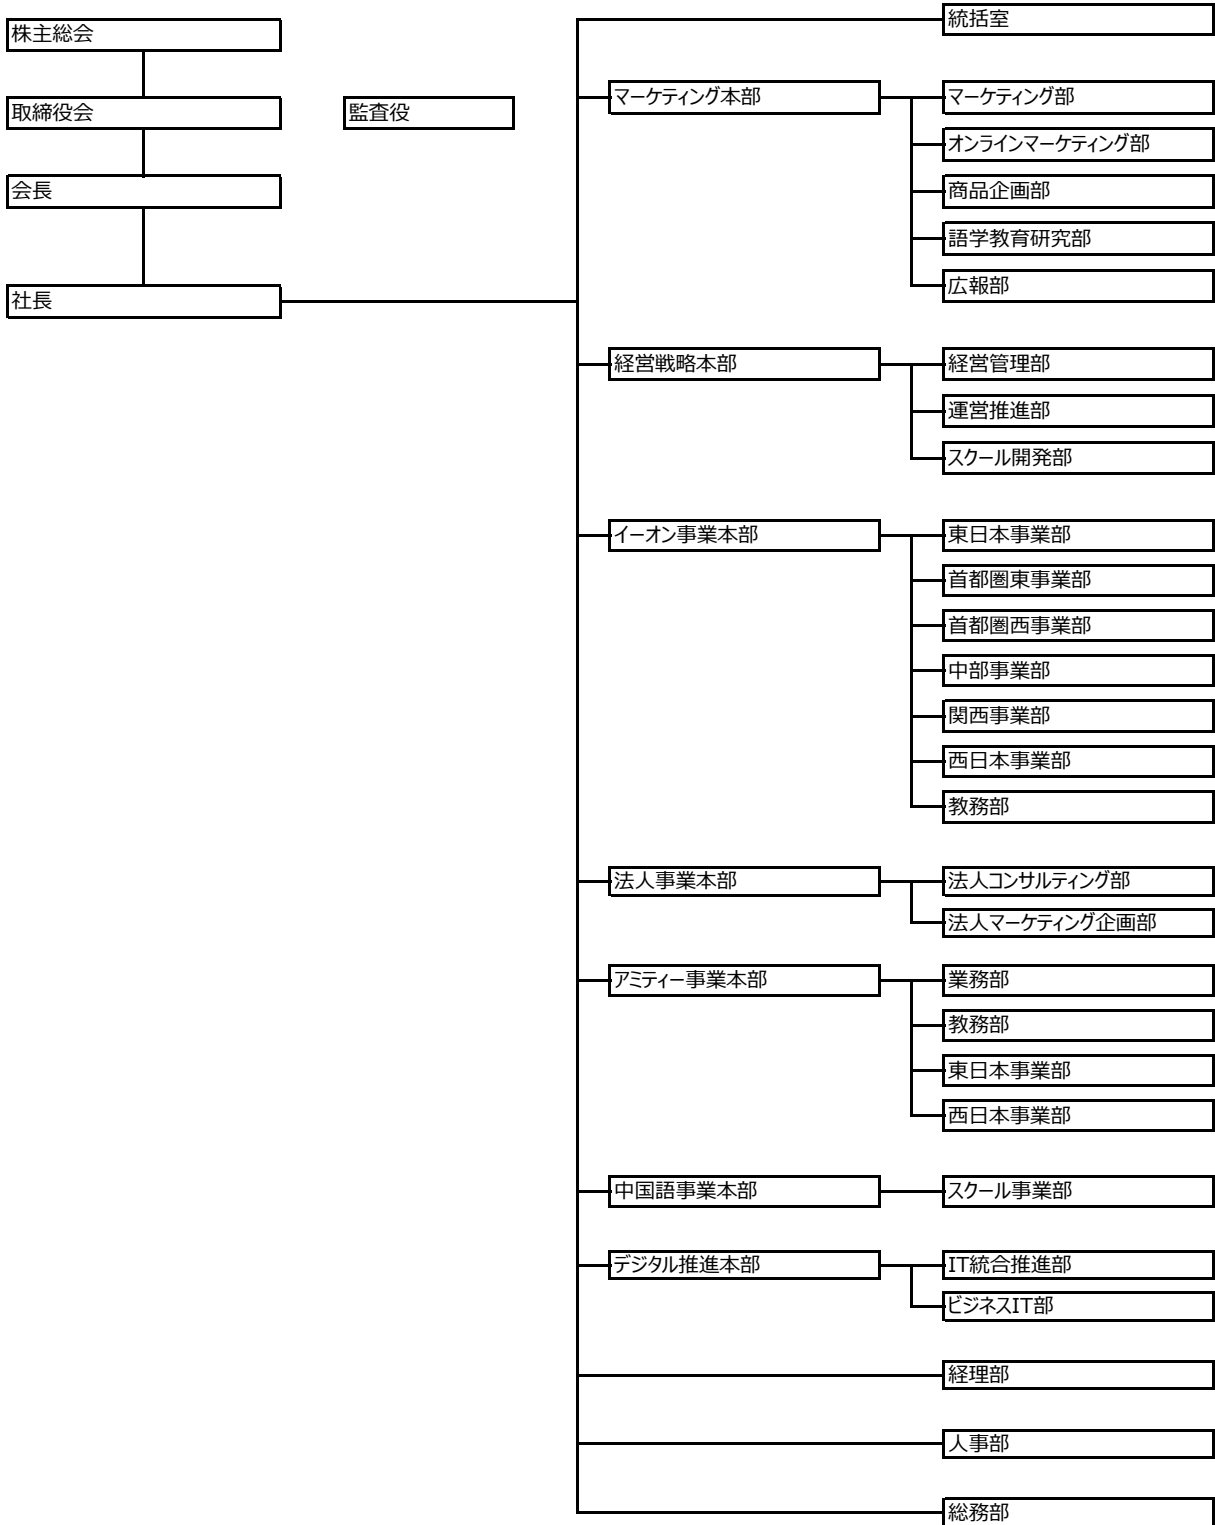 株主総会
取締役会
監査役
会長
社長
統括室
マーケティング本部
マーケティング部
オンラインマーケティング部
商品企画部
語学教育研究部
広報部
経営戦略本部
経営管理部
運営推進部
スクール開発部
イーオン事業本部
東日本事業部
首都圏東事業部
首都圏西事業部
中部事業部
関西事業部
西日本事業部
教務部
法人事業本部
法人コンサルティング部
法人マーケティング企画部
アミティー事業本部
業務部
教務部
東日本事業部
西日本事業部
中国語事業本部
スクール事業部
デジタル推進本部
IT統合推進部
ビジネスIT部
経理部
人事部
総務部